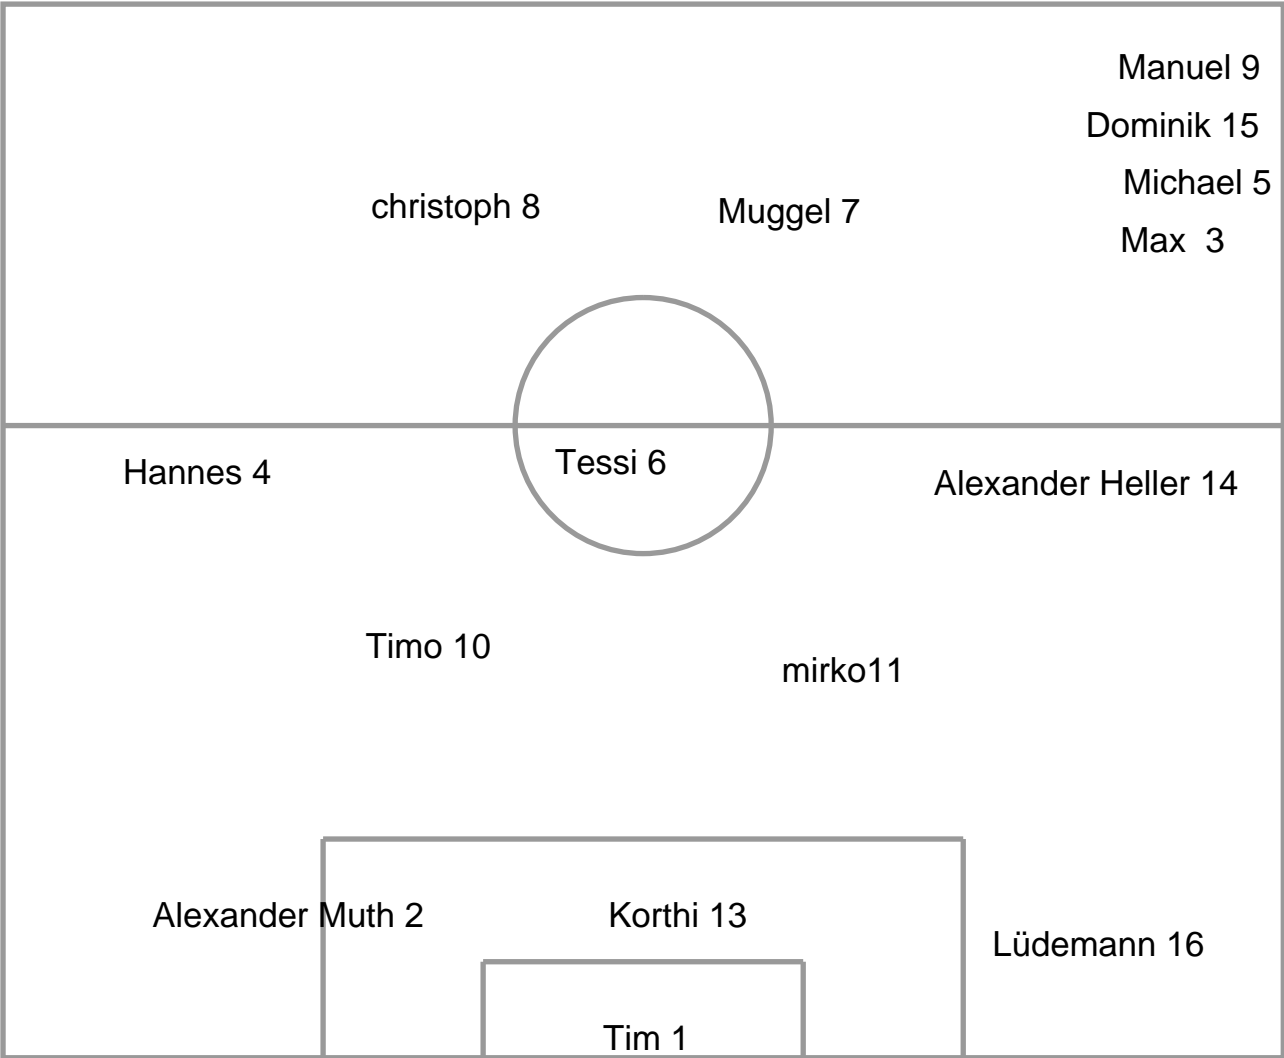 Manuel 9
Dominik 15
Michael 5
christoph 8
Muggel 7
Max  3
Tessi 6
Hannes 4
Alexander Heller 14
Timo 10
mirko11
Alexander Muth 2
Korthi 13
Lüdemann 16
Tim 1